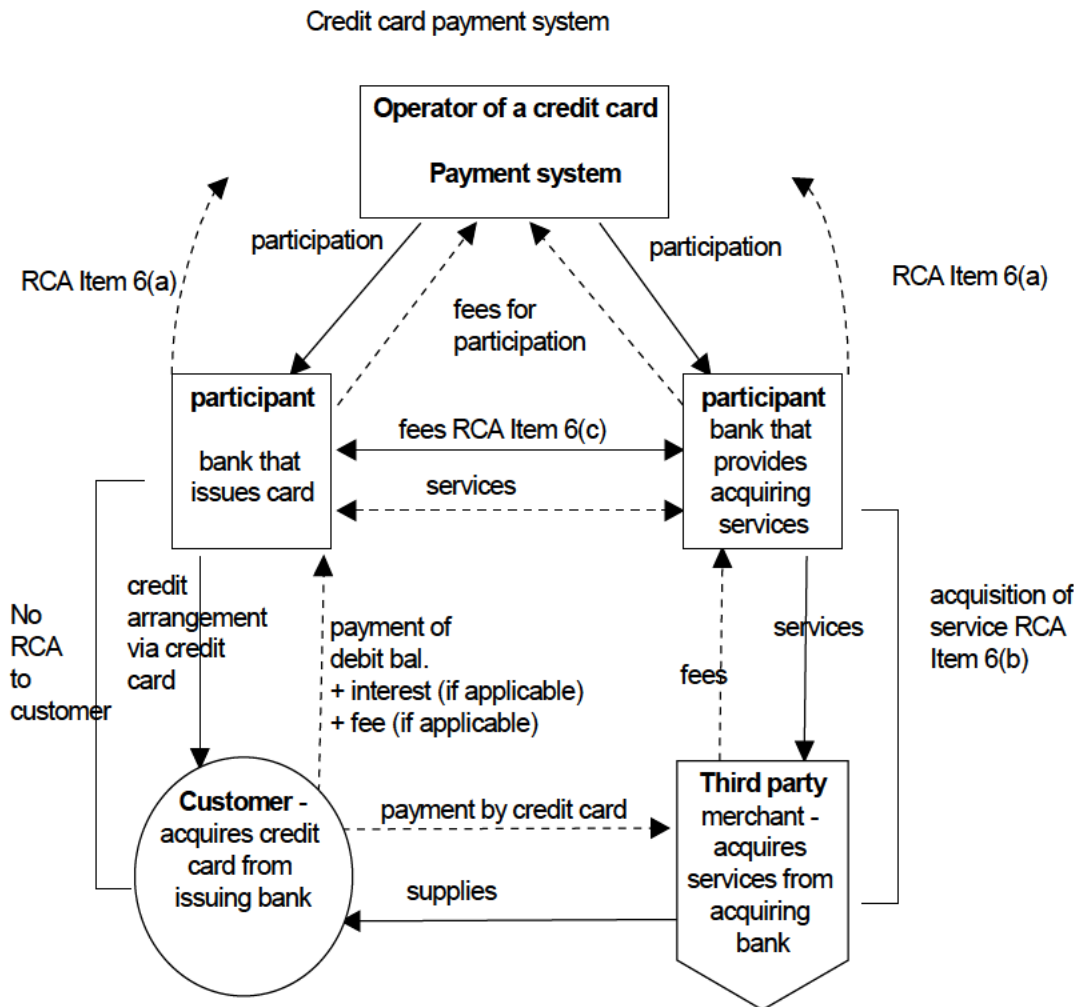 Credit card payment system
Operator of a credit card
Payment system
participation
participation
RCA Item 6(a)
RCA Item 6(a)
fees for
participation
participant
bank that
issues card
fees RCA Item 6(c)
services
participant
bank that
provides
acquiring
services
No
RCA
to
customer
credit
arrangement
via credit
card
payment of
debit bal.
+ interest (if applicable)
+ fee (if applicable)
fees
services
acquisition of
service RCA
Item 6(b)
Customer -
acquires credit
card from
issuing bank
payment by credit card
supplies
Third party
merchant -
acquires
services from
acquiring
bank